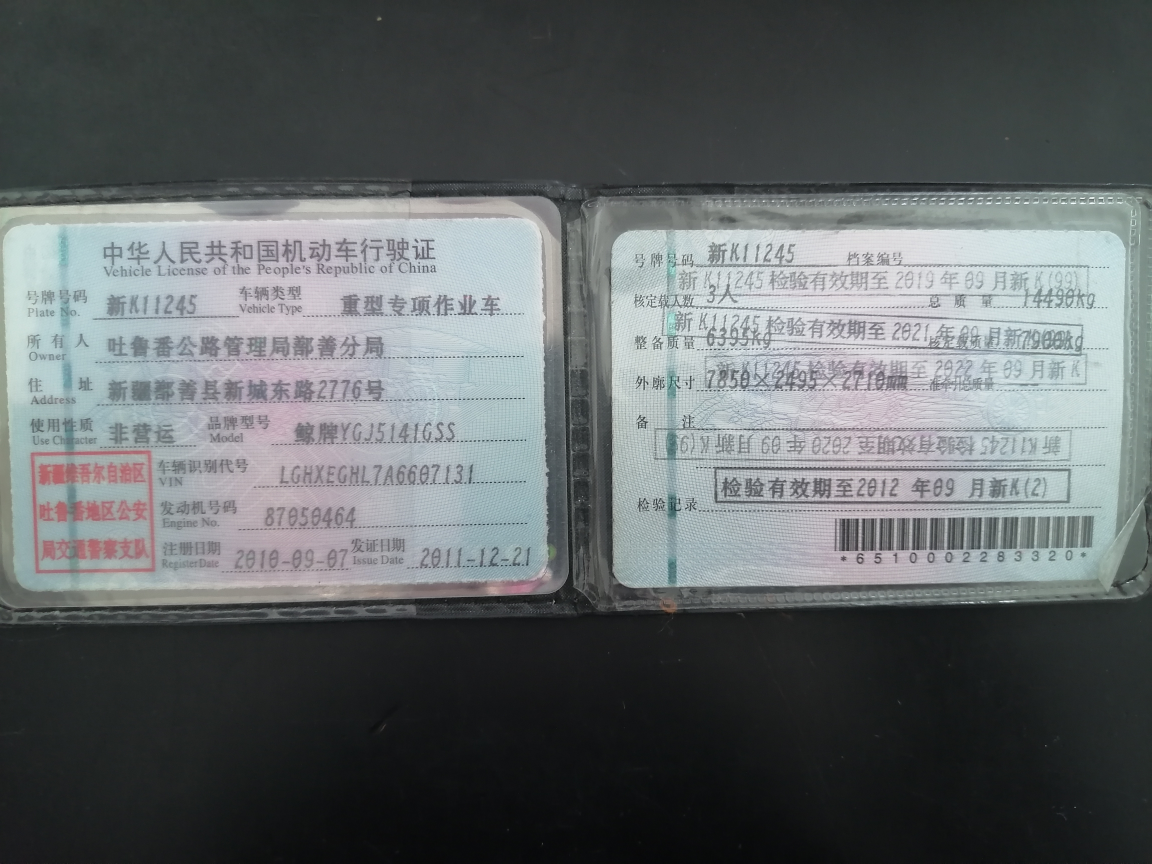 中华人民共和国机动车行驶证
Vehicle License of the People's Republic of China
号牌号码 Plate No. 新K11245 车辆类型 Vehicle Type 重型专项作业车
所有人 Owner 吐鲁番公路管理局鄯善分局
住址 Address 新疆鄯善县新城东路2776号
使用性质 Use Character 非营运 品牌型号 Model 鲸牌YGJ5141GSS
新疆维吾尔自治区
吐鲁番地区公安
局交通警察支队
车辆识别代号 VIN LGHXEGHL7A6607131
发动机号码 Engine No. 87050464
注册日期 Register Date 2010-09-07 发证日期 Issue Date 2011-12-21
号牌号码 新K11245 档案编号
新K11245检验有效期至2019年09月新K(99)
核定载人数 3人 总质量 14490kg
新K11245检验有效期至2021年09月新
整备质量 6395kg 核定载质量
新K11245检验有效期至2022年09月新K
外廓尺寸 7850×2495×2710mm 准牵引总质量
备注
新K11245检验有效期至2020年09月新K(99
检验记录 检验有效期至2012年09月新K(2)
*6510002283320*